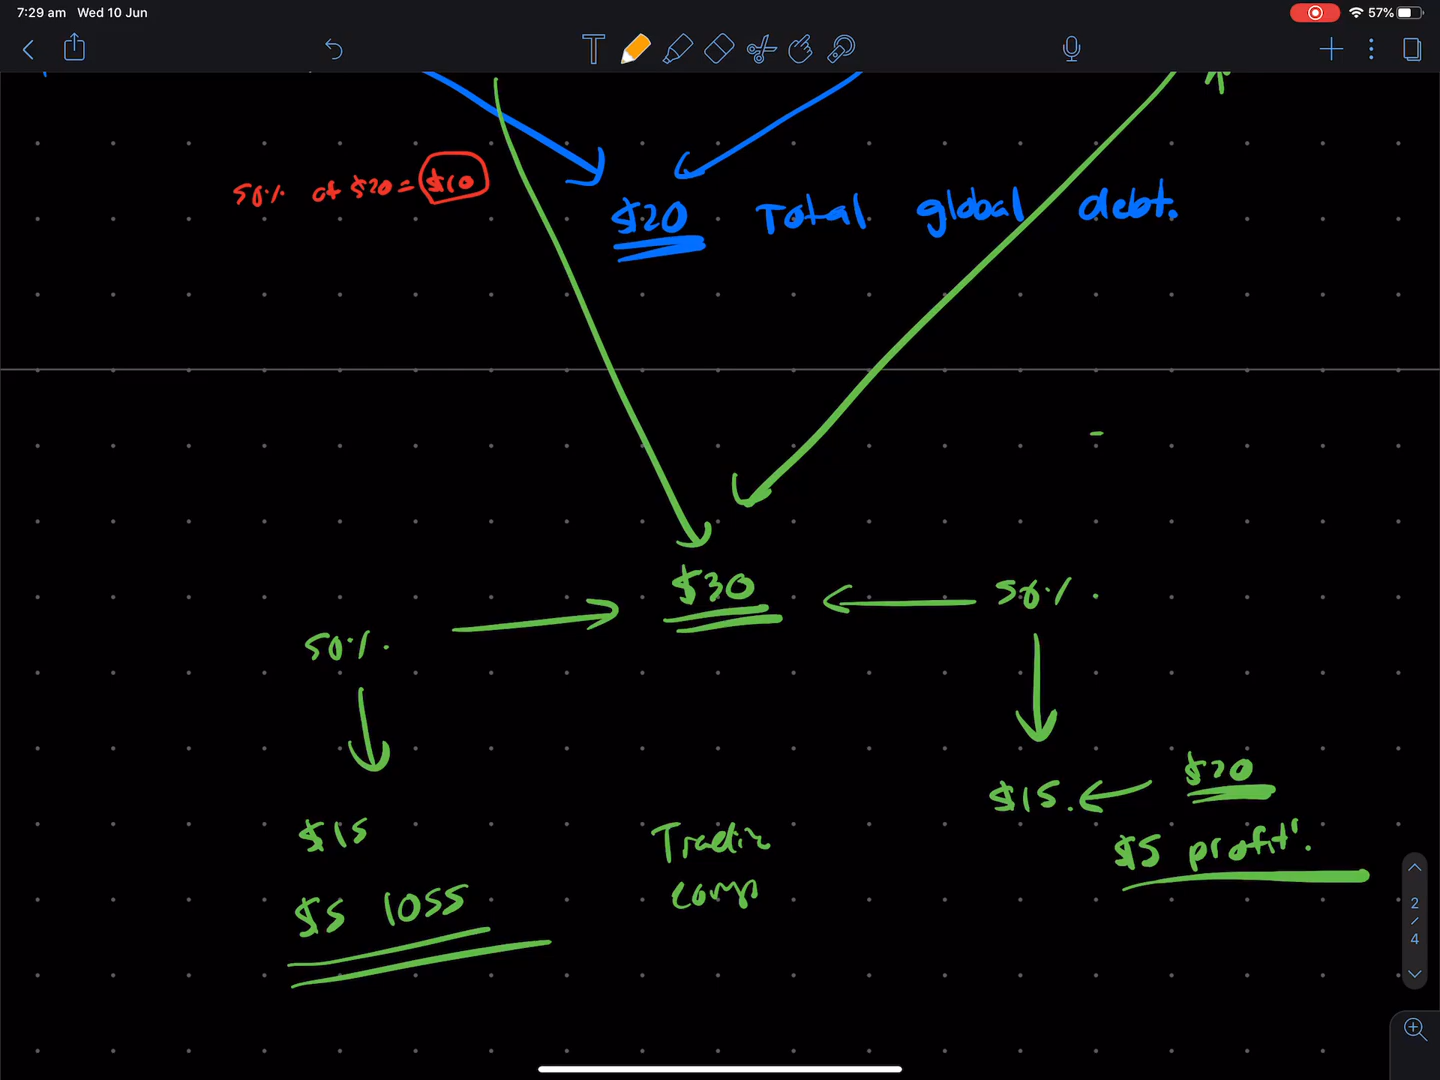 7:29 am Wed 10 Jun
57%
50% of $20 = $10
$20 Total global debt.
$30
50%.
50%.
$15. $20
$15
Tradin
comp
$5 profit.
$5 loss
2
/
4